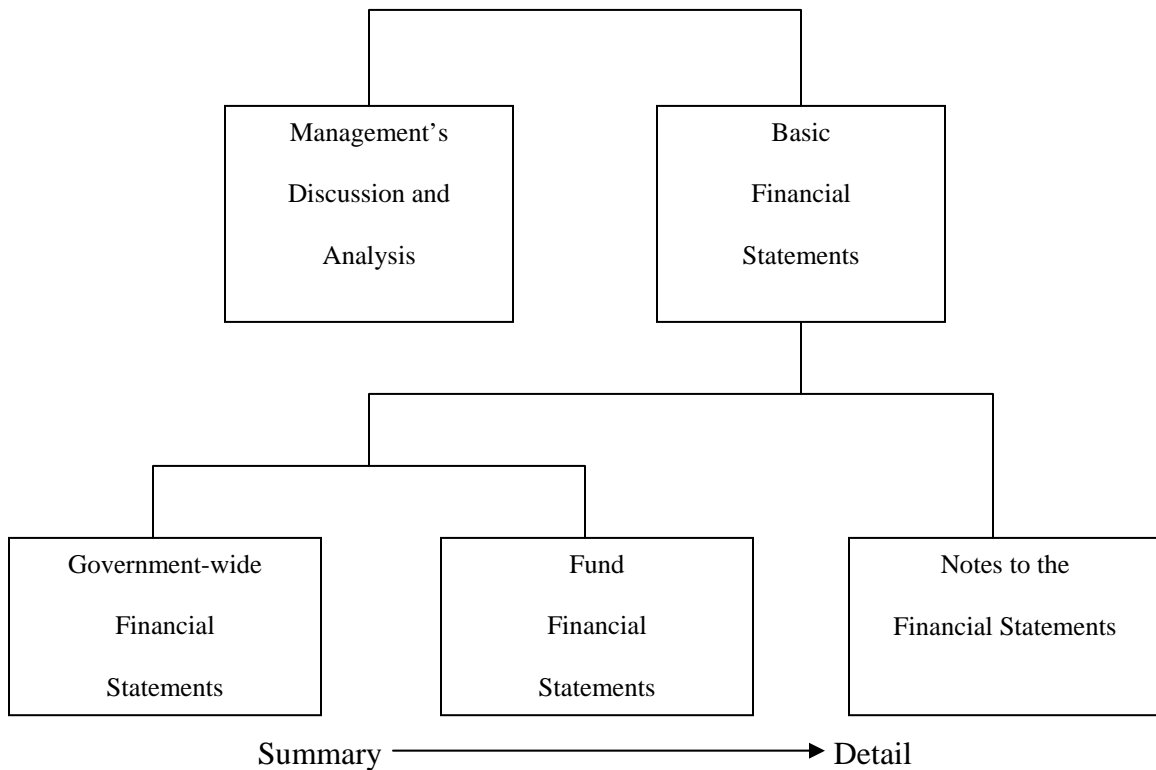 Management’s
Discussion and
Analysis
Basic
Financial
Statements
Government-wide
Financial
Statements
Fund
Financial
Statements
Notes to the
Financial Statements
Summary
Detail